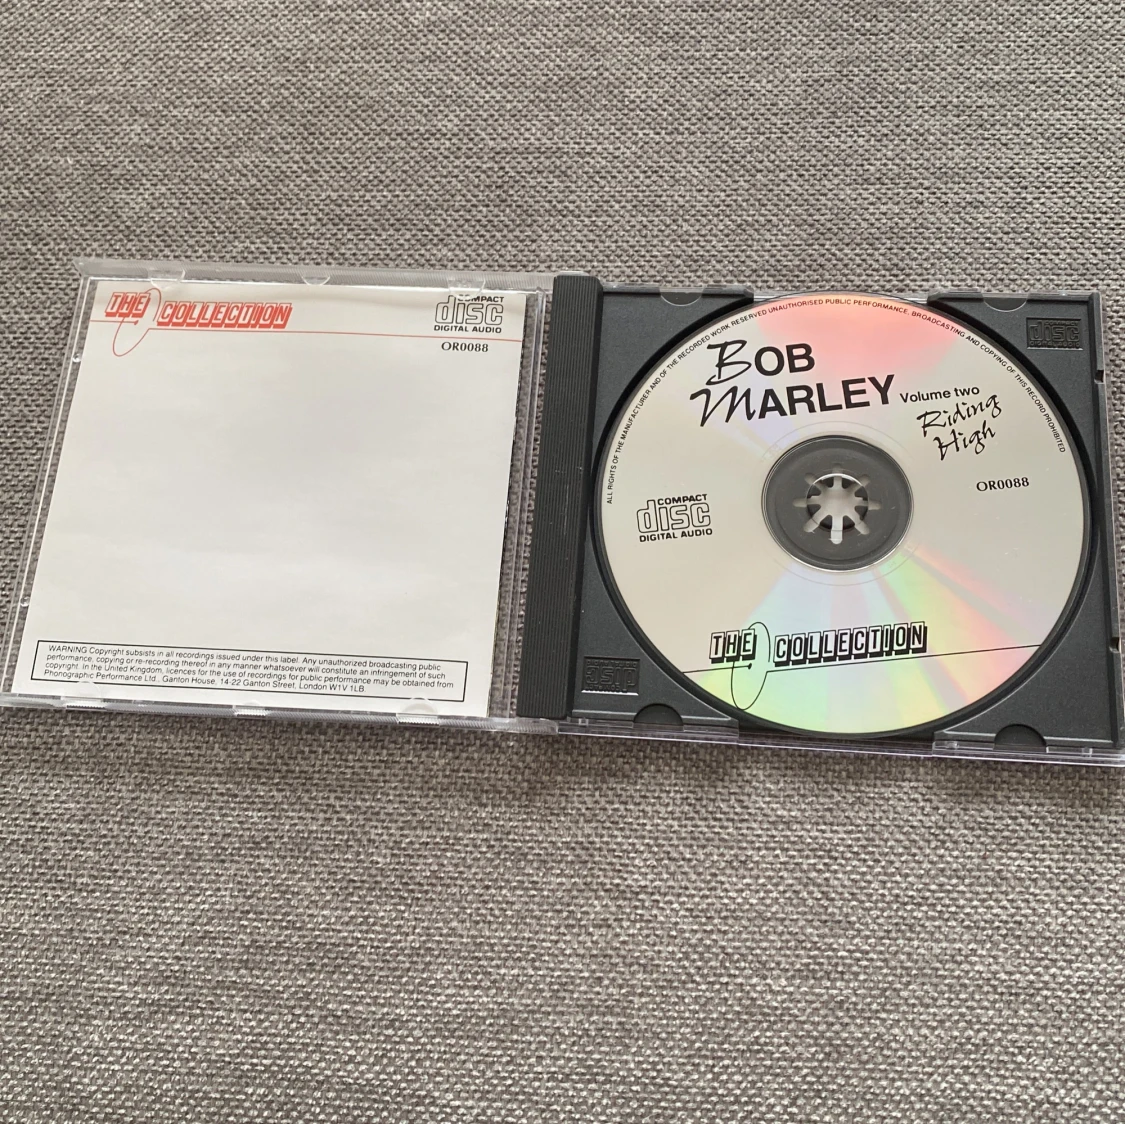 THE COLLECTION
COMPACT
disc
DIGITAL AUDIO
OR0088
WARNING Copyright subsists in all recordings issued under this label. Any unauthorized broadcasting public
performance, copying or re-recording thereof in any manner whatsoever will constitute an infringement of such
copyright. In the United Kingdom, licences for the use of recordings for public performance may be obtained from
Phonographic Performance Ltd., Ganton House, 14-22 Ganton Street, London W1V 1LB.
ALL RIGHTS OF THE MANUFACTURER AND OF THE RECORDED WORK RESERVED UNAUTHORISED PUBLIC PERFORMANCE, BROADCASTING AND COPYING OF THIS RECORD PROHIBITED
BOB
MARLEY Volume two
Riding
High
OR0088
COMPACT
disc
DIGITAL AUDIO
THE COLLECTION
disc